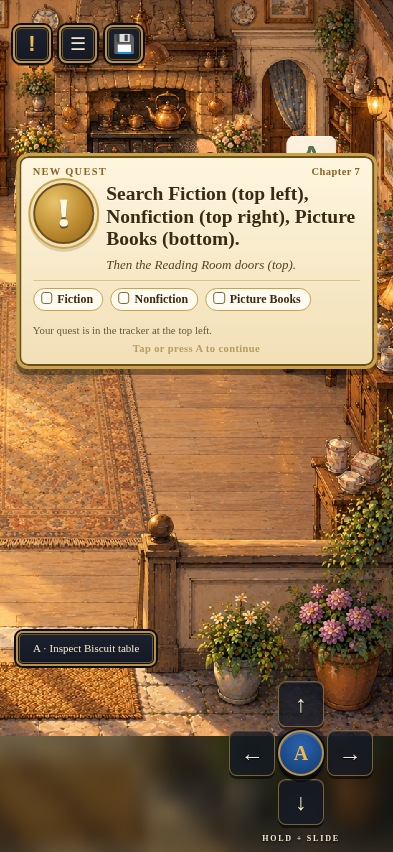 !
NEW QUEST
Chapter 7
!
Search Fiction (top left),
Nonfiction (top right), Picture
Books (bottom).
Then the Reading Room doors (top).
Fiction
Nonfiction
Picture Books
Your quest is in the tracker at the top left.
Tap or press A to continue
A · Inspect Biscuit table
↑
← A →
↓
HOLD + SLIDE